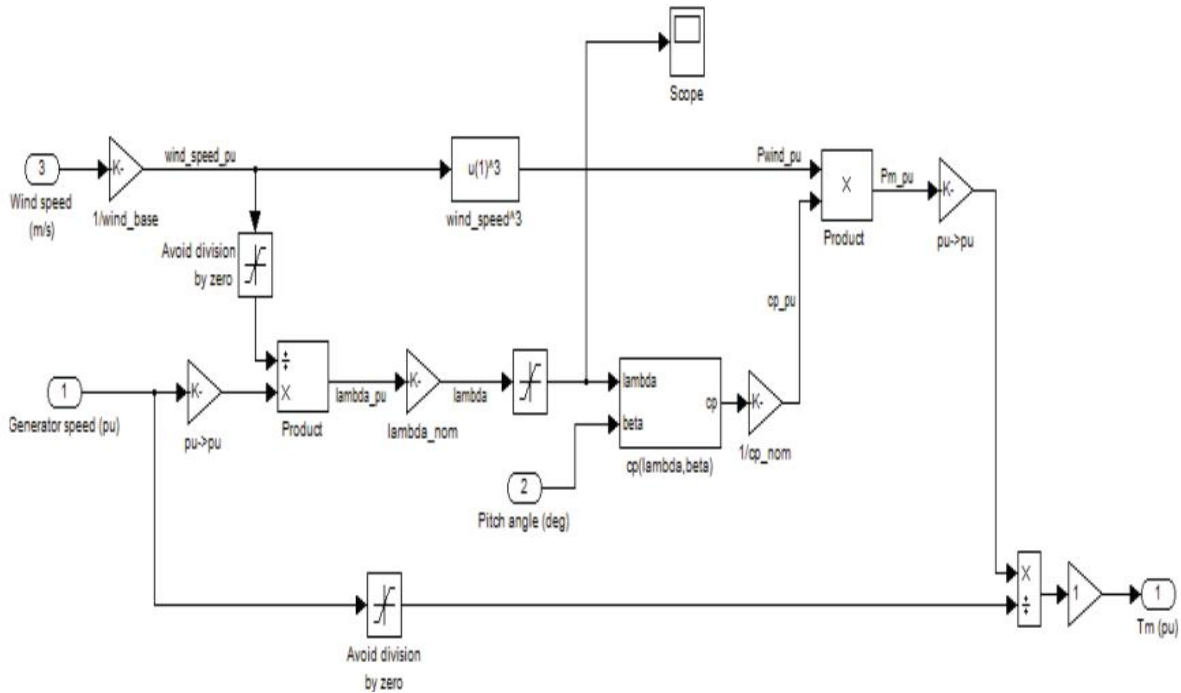 Scope
3
Wind speed
(m/s)
K-
1/wind_base
wind_speed_pu
u(1)^3
wind_speed^3
Pwind_pu
X
Product
Pm_pu
K-
pu->pu
Avoid division
by zero
cp_pu
1
Generator speed (pu)
K-
pu->pu
÷
X
Product
lambda_pu
K-
lambda_nom
lambda
lambda
beta
cp
cp(lambda,beta)
K-
1/cp_nom
2
Pitch angle (deg)
Avoid division
by zero
X
÷
1
1
Tm (pu)